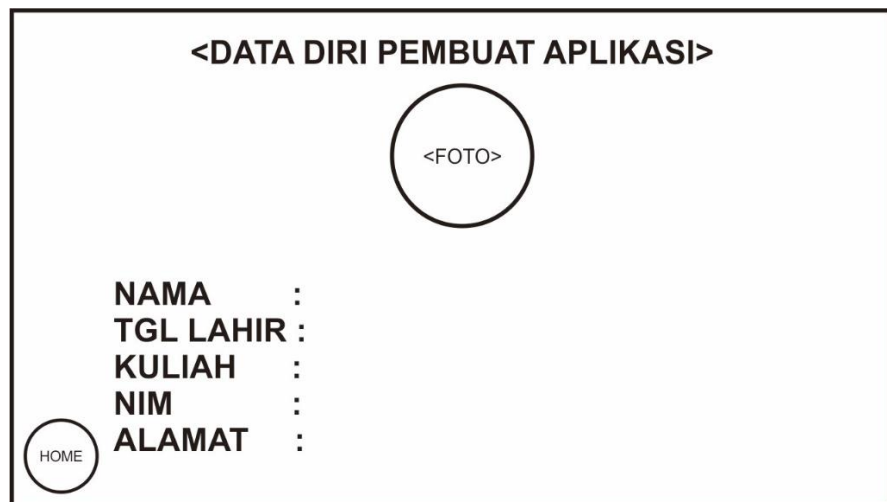 <DATA DIRI PEMBUAT APLIKASI>
<FOTO>
NAMA :
TGL LAHIR :
KULIAH :
NIM :
ALAMAT :
HOME